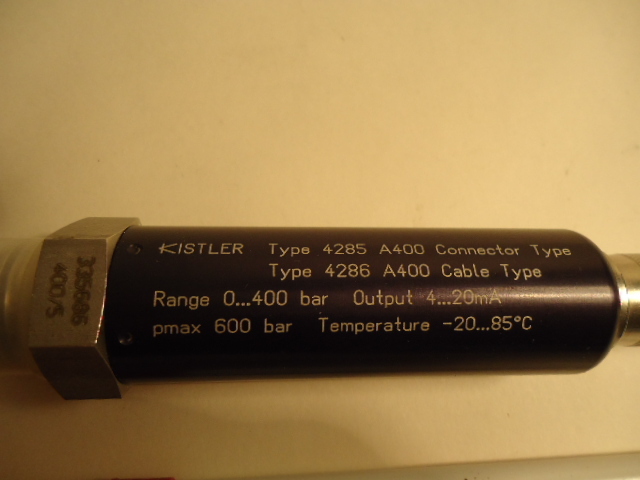 KISTLER Type 4285 A400 Connector Type
Type 4286 A400 Cable Type
Range 0...400 bar Output 4...20mA
pmax 600 bar Temperature -20...85°C
335686
400/S